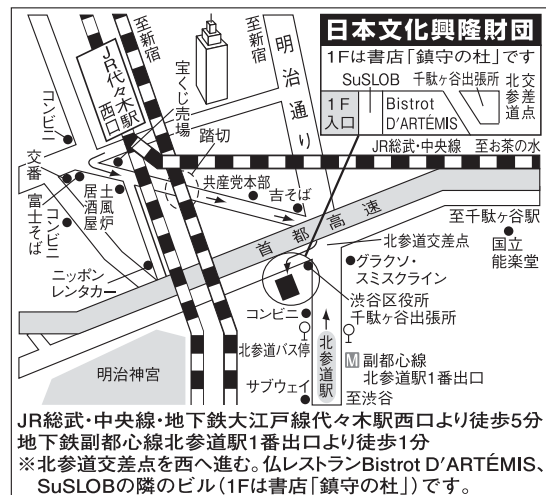 日本文化興隆財団
1Fは書店「鎮守の杜」です
SuSLOB
千駄ヶ谷出張所
北参道交差点
1F入口
Bistrot D'ARTÉMIS
至新宿
至新宿
明治通り
JR代々木駅
西口
宝くじ売場
踏切
コンビニ
交番
富士そば
コンビニ
居酒屋
土風炉
JR総武・中央線 至お茶の水
共産党本部
吉そば
首都高速
至千駄ヶ谷駅
国立能楽堂
北参道交差点
グラクソ・スミスクライン
渋谷区役所
千駄ヶ谷出張所
ニッポンレンタカー
コンビニ
北参道バス停
北参道駅
M 副都心線
北参道駅1番出口
明治神宮
サブウェイ
至渋谷
JR総武・中央線・地下鉄大江戸線代々木駅西口より徒歩5分
地下鉄副都心線北参道駅1番出口より徒歩1分
※北参道交差点を西へ進む。仏レストランBistrot D'ARTÉMIS、
SuSLOBの隣のビル(1Fは書店「鎮守の杜」)です。